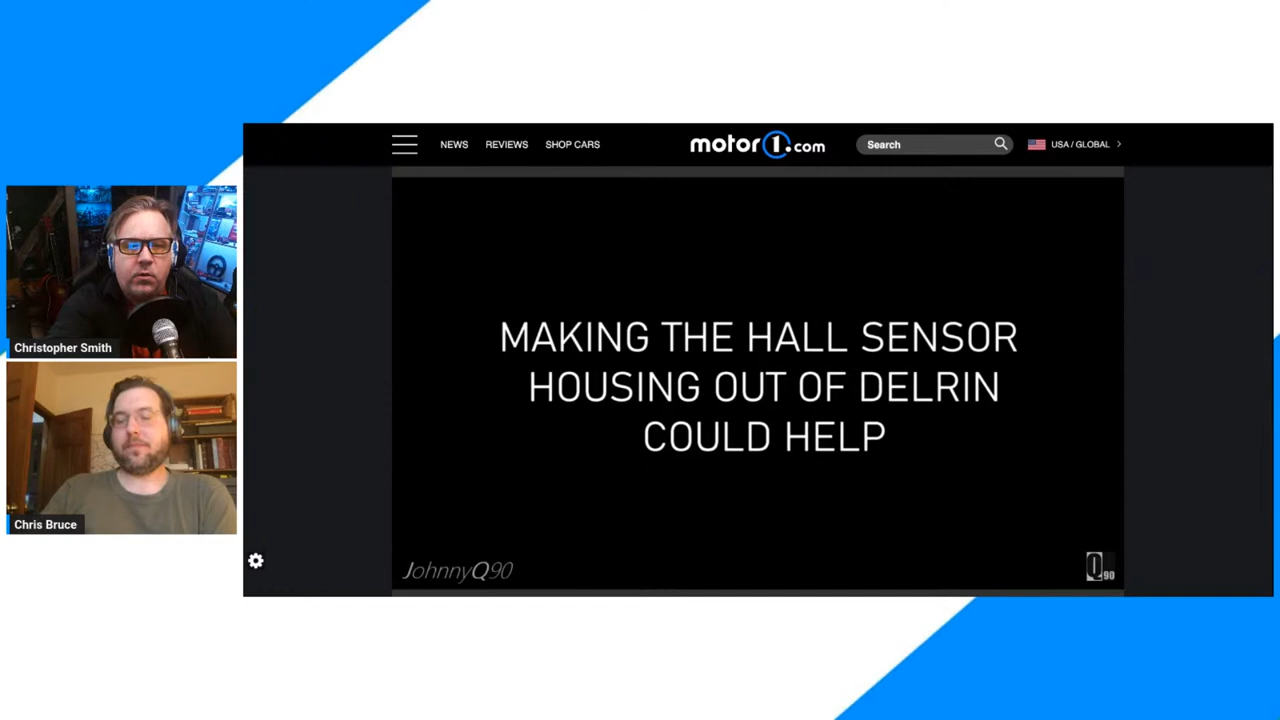 NEWS
REVIEWS
SHOP CARS
motor1.com
Search
USA / GLOBAL
MAKING THE HALL SENSOR
HOUSING OUT OF DELRIN
COULD HELP
JohnnyQ90
Q90
Christopher Smith
Chris Bruce